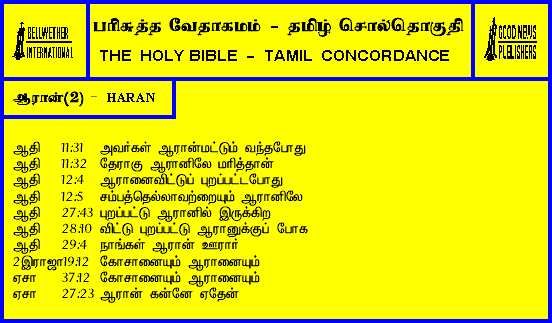 BELLWETHER
INTERNATIONAL
பரிசுத்த வேதாகமம் - தமிழ் சொல்தொகுதி
THE HOLY BIBLE - TAMIL CONCORDANCE
GOOD NEWS
PUBLISHERS
ஆரான்(2) - HARAN
ஆதி 11:31 அவர்கள் ஆரான்மட்டும் வந்தபோது
ஆதி 11:32 தேராகு ஆரானிலே மரித்தான்
ஆதி 12:4 ஆரானைவிட்டுப் புறப்பட்டபோது
ஆதி 12:5 சம்பத்தெல்லாவற்றையும் ஆரானிலே
ஆதி 27:43 புறப்பட்டு ஆரானில் இருக்கிற
ஆதி 28:10 விட்டு புறப்பட்டு ஆரானுக்குப் போக
ஆதி 29:4 நாங்கள் ஆரான் ஊரார்
2இராஜா19:12 கோசானையும் ஆரானையும்
ஏசா 37:12 கோசானையும் ஆரானையும்
ஏசா 27:23 ஆரான் கன்னே ஏதேன்